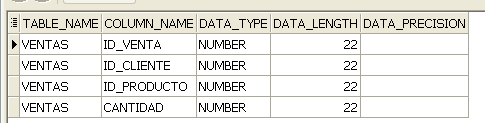 TABLE_NAME COLUMN_NAME DATA_TYPE DATA_LENGTH DATA_PRECISION
VENTAS ID_VENTA NUMBER 22
VENTAS ID_CLIENTE NUMBER 22
VENTAS ID_PRODUCTO NUMBER 22
VENTAS CANTIDAD NUMBER 22